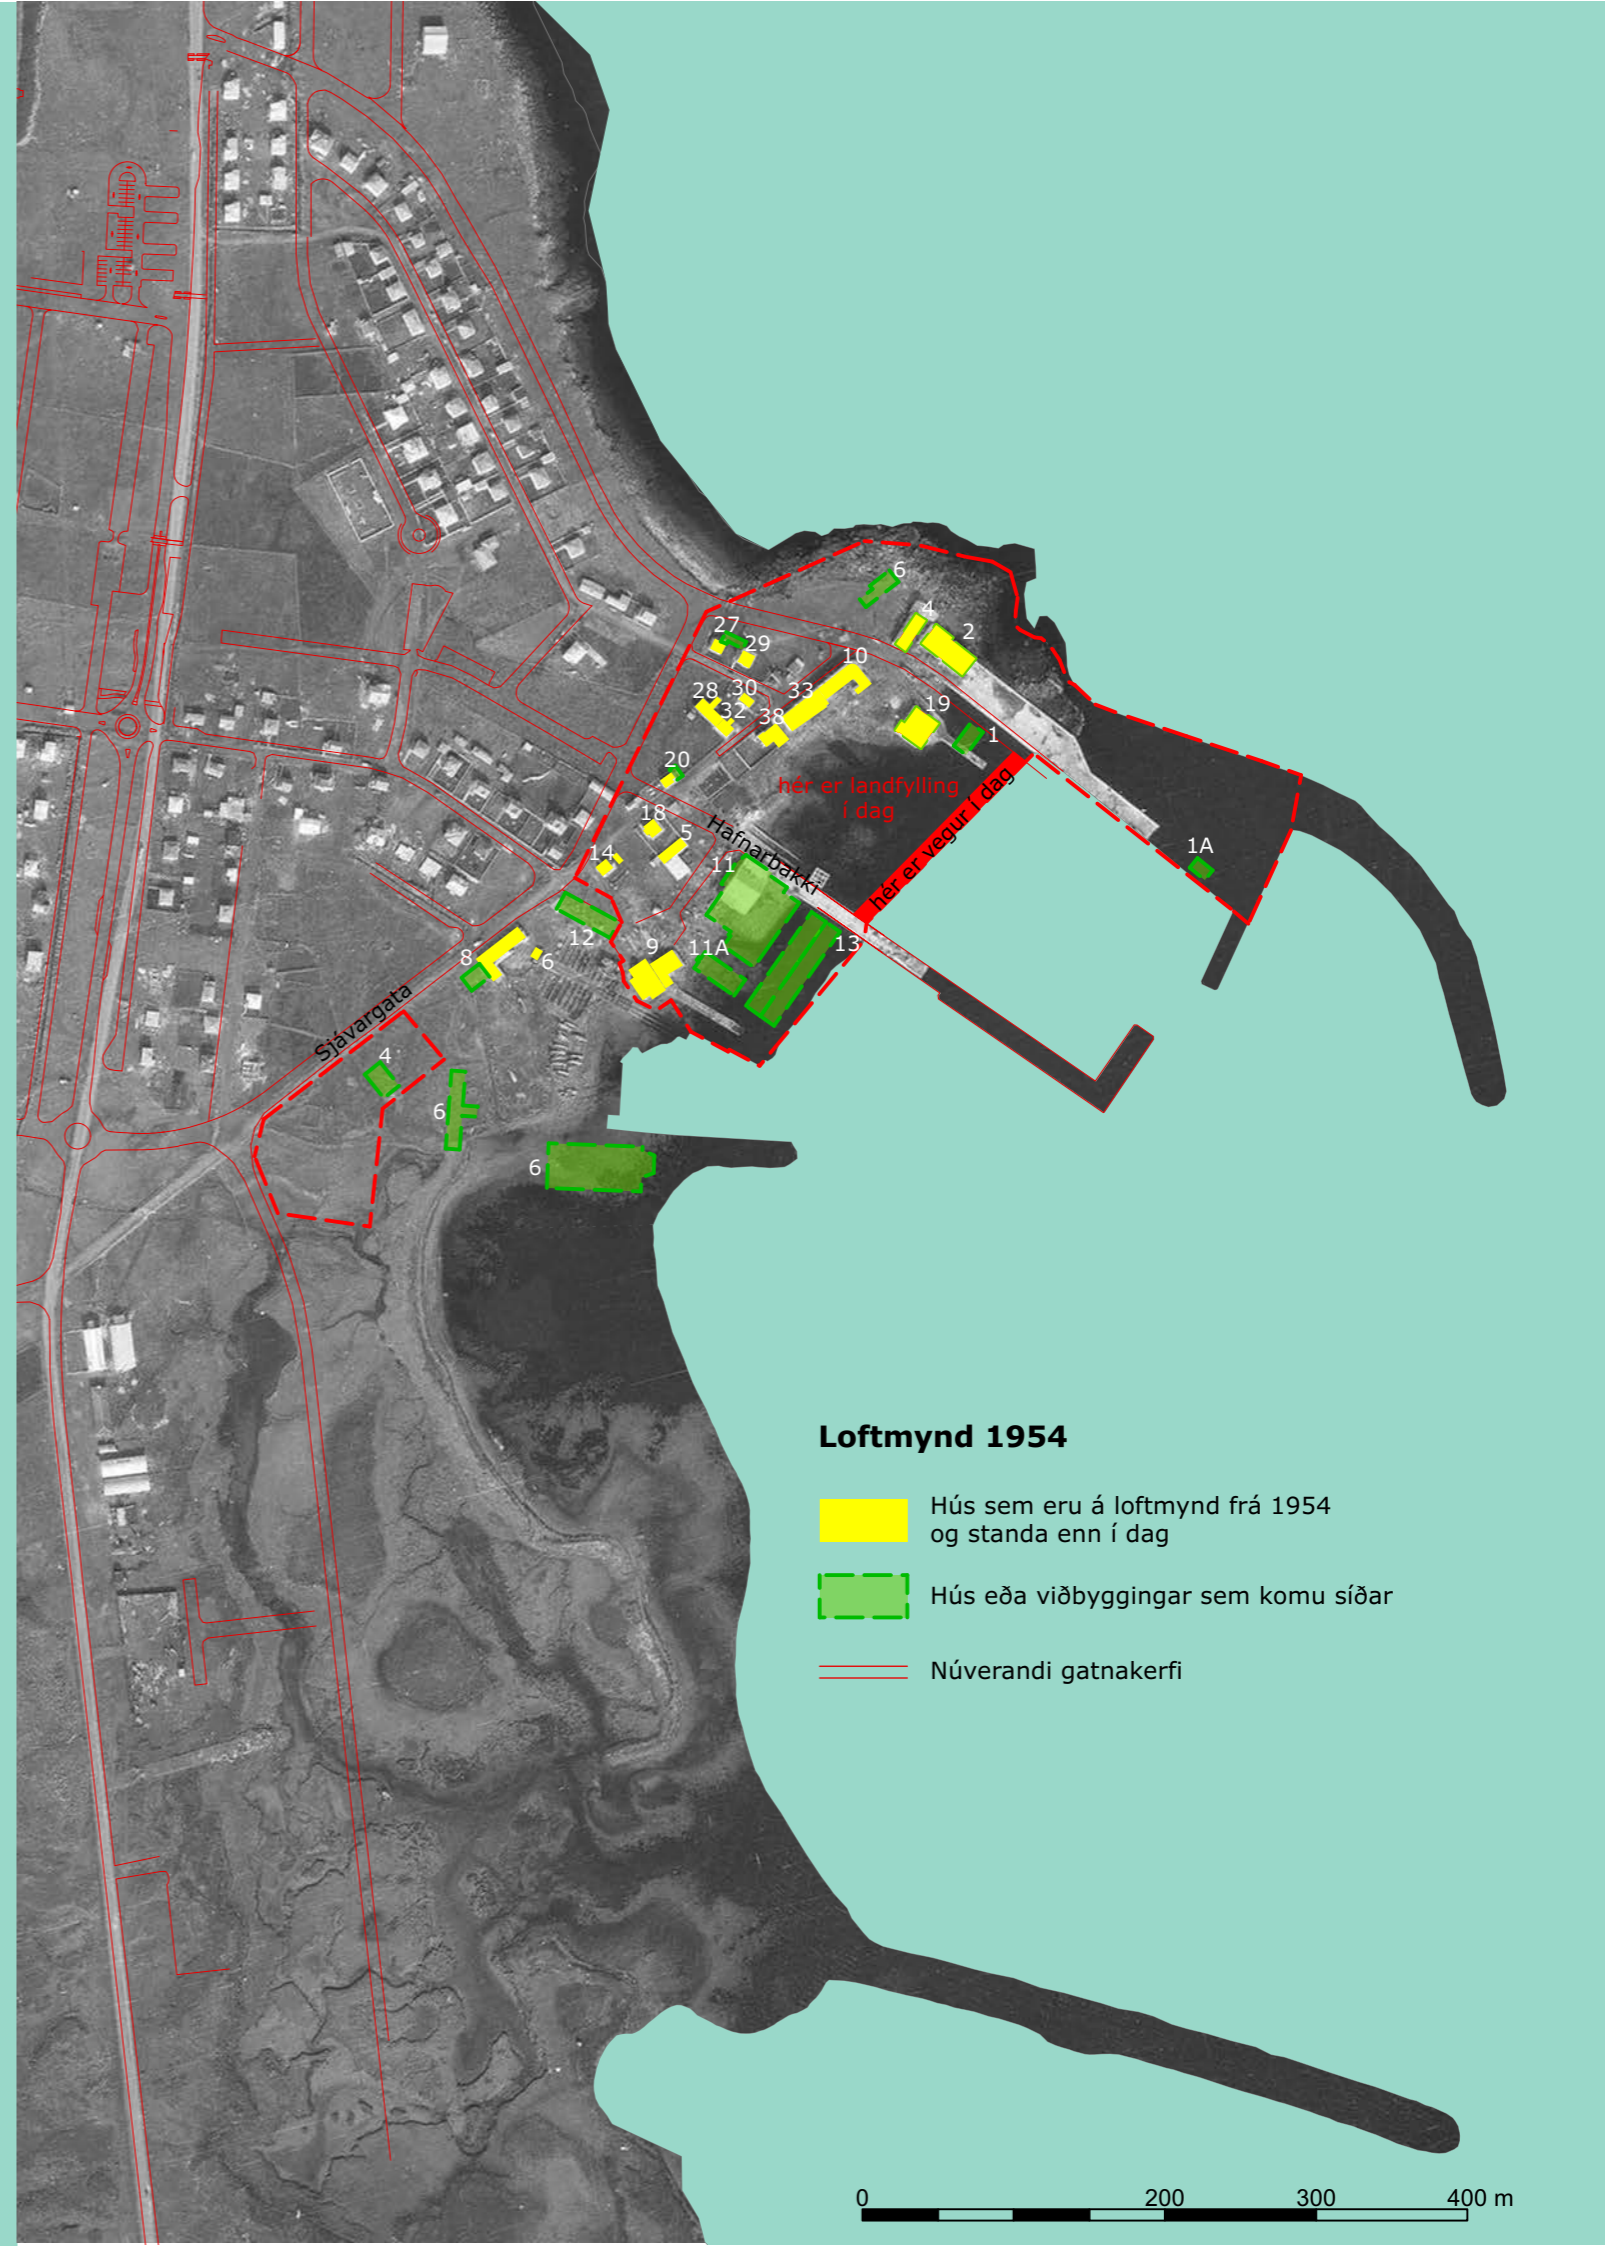 6
4
2
27
29
10
28
30
33
32
38
19
1
20
hér er landfylling
í dag
hér er vegur í dag
18
5
Hafnarbakki
14
11
1A
12
9
11A
13
8
6
Sjávargata
4
6
6
Loftmynd 1954
Hús sem eru á loftmynd frá 1954
og standa enn í dag
Hús eða viðbyggingar sem komu síðar
Núverandi gatnakerfi
0 200 300 400 m